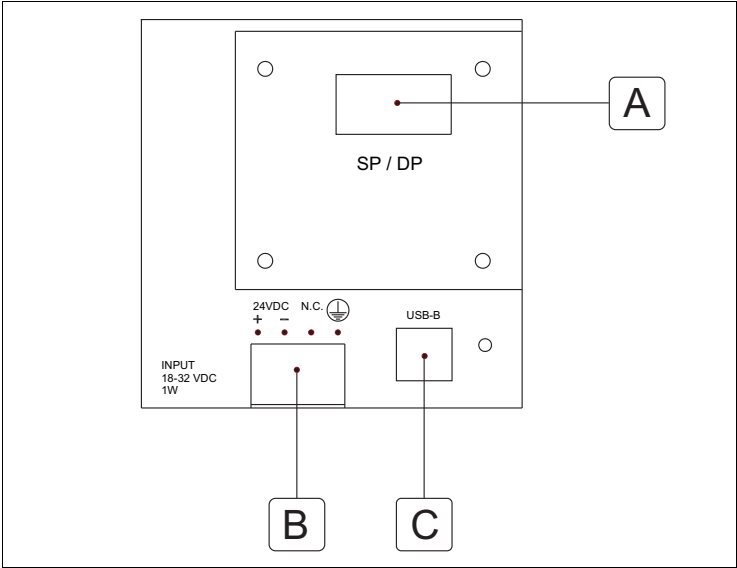 A
SP / DP
24VDC N.C.
+ −
USB-B
INPUT
18-32 VDC
1W
B
C